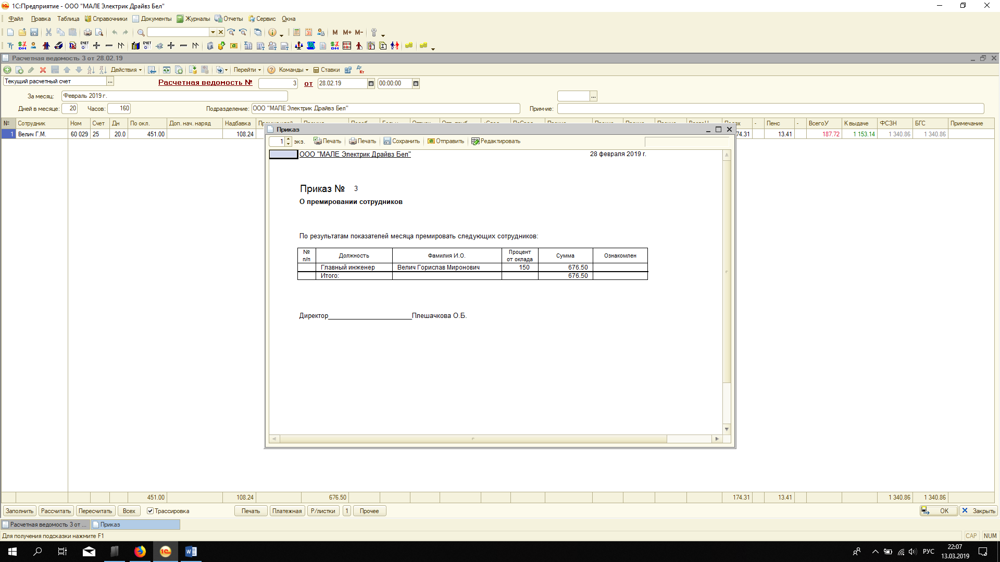 1С:Предприятие - ООО "МАЛЕ Электрик Драйвз Бел"
Файл Правка Таблица Справочники Документы Журналы Отчеты Сервис Окна
M M+ M-
Расчетная ведомость 3 от 28.02.19
Действия Перейти Команды Ставки
Текущий расчетный счет ... Расчетная ведомость № 3 от 28.02.19 00:00:00
За месяц: Февраль 2019 г. ...
Дней в месяце: 20 Часов: 160 Подразделение: ООО "МАЛЕ Электрик Драйвз Бел" Прим-ие:
№ Сотрудник Ном Счет Дн По окл. Доп. нач. наряд Надбавка - Пенс - ВсегоУ К выдаче ФСЗН БГС Примечание
1 Велич Г.М. 60 029 25 20.0 451.00 108.24 74.31 13.41 187.72 1 153.14 1 340.86 1 340.86
Приказ
1 экз. Печать Печать Сохранить Отправить Редактировать
ООО "МАЛЕ Электрик Драйвз Бел" 28 февраля 2019 г.
Приказ № 3
О премировании сотрудников
По результатам показателей месяца премировать следующих сотрудников:
№ п/п Должность Фамилия И.О. Процент от оклада Сумма Ознакомлен
Главный инженер Велич Горислав Миронович 150 676.50
Итого: 676.50
Директор_______________________Плешачкова О.Б.
451.00 108.24 676.50 174.31 13.41 1 340.86 1 340.86
Заполнить Рассчитать Пересчитать Всех Трассировка Печать Платежная Р/листки 1 Прочее OK Закрыть
Расчетная ведомость 3 от ... Приказ
Для получения подсказки нажмите F1 CAP NUM
РУС 22:07
13.03.2019